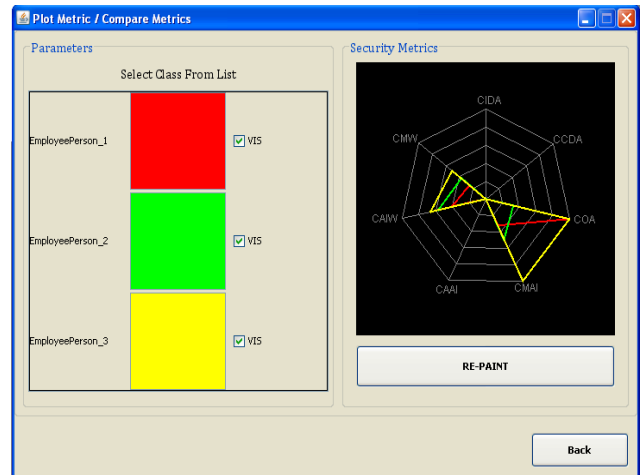 Plot Metric / Compare Metrics
Parameters
Select Class From List
EmployeePerson_1
VIS
EmployeePerson_2
VIS
EmployeePerson_3
VIS
Security Metrics
CIDA
CCDA
COA
CMAI
CAAI
CAIW
CMW
RE-PAINT
Back